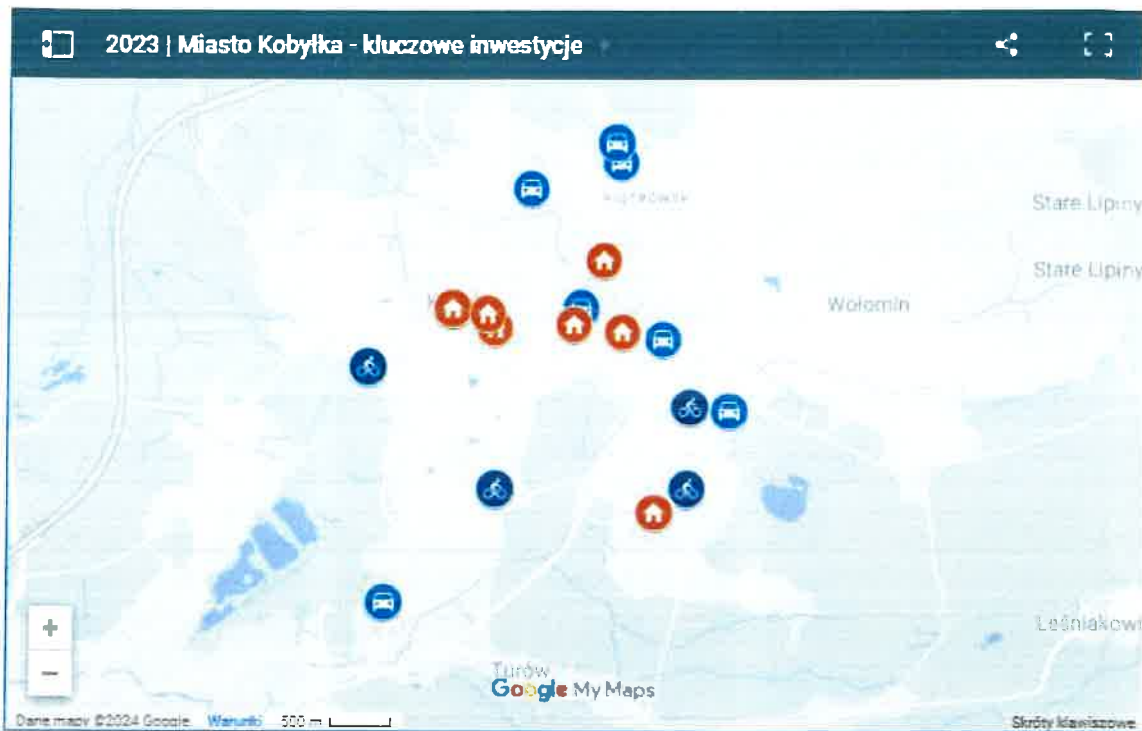 2023 | Miasto Kobyłka - kluczowe inwestycje
Stare Lipiny
Stare Lipiny
Wołomin
Leśniakowi
Turów
Google My Maps
+
−
Dane mapy ©2024 Google Warunki 500 m
Skróty klawiszowe